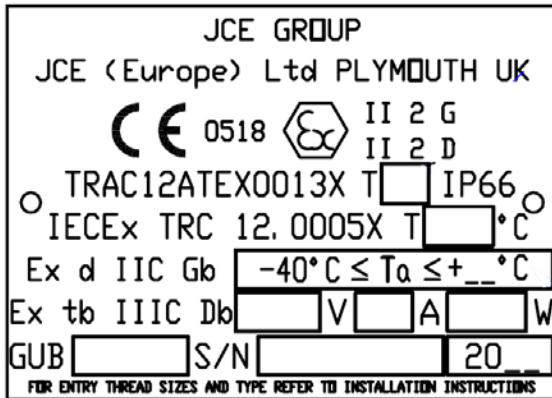 JCE GROUP
JCE (Europe) Ltd PLYMOUTH UK
CE 0518 Ex II 2 G
II 2 D
TRAC12ATEX0013X T IP66
IECEx TRC 12.0005X T °C
Ex d IIC Gb -40°C ≤ Ta ≤ +__°C
Ex tb IIIC Db V A W
GUB S/N 20__
FOR ENTRY THREAD SIZES AND TYPE REFER TO INSTALLATION INSTRUCTIONS